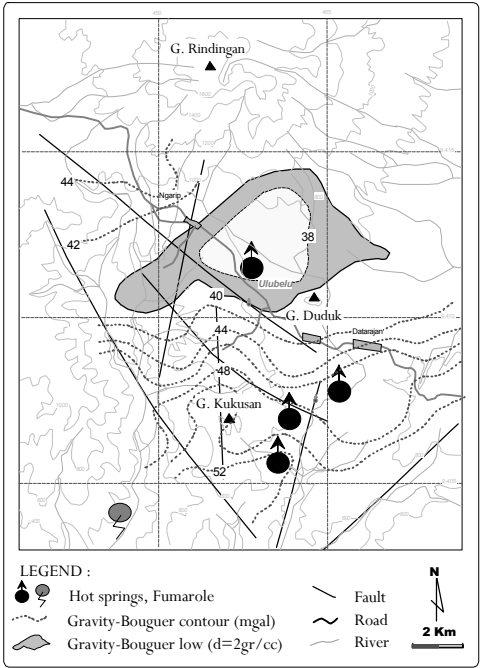 G. Rindingan
44
Ngarip
42
38
Ulubelu
40
G. Duduk
44
Datarajan
48
G. Kukusan
52
LEGEND :
Hot springs, Fumarole
Gravity-Bouguer contour (mgal)
Gravity-Bouguer low (d=2gr/cc)
Fault
Road
River
N
2 Km